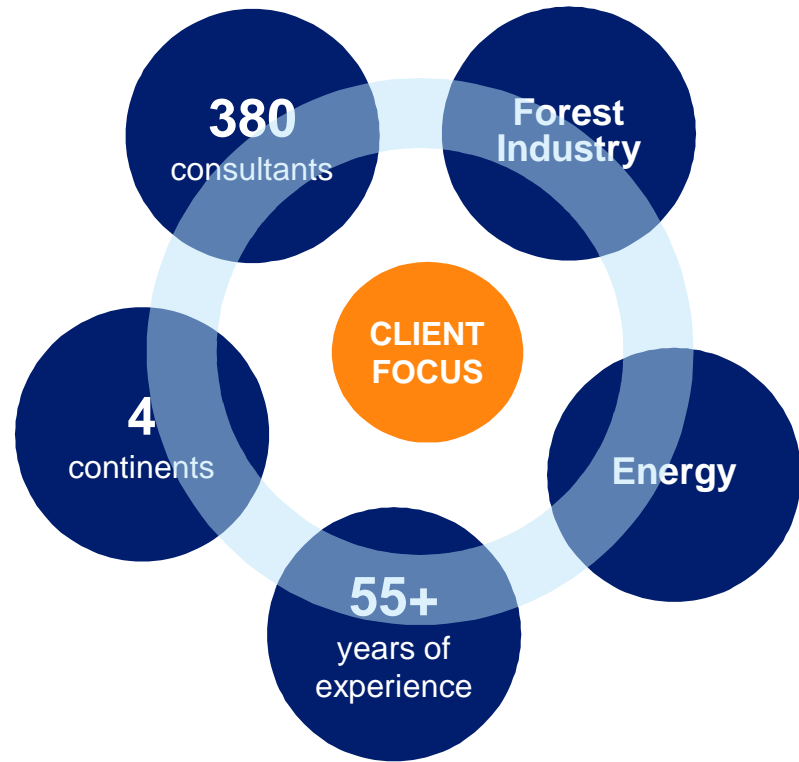 380
consultants
Forest
Industry
CLIENT
FOCUS
4
continents
Energy
55+
years of
experience